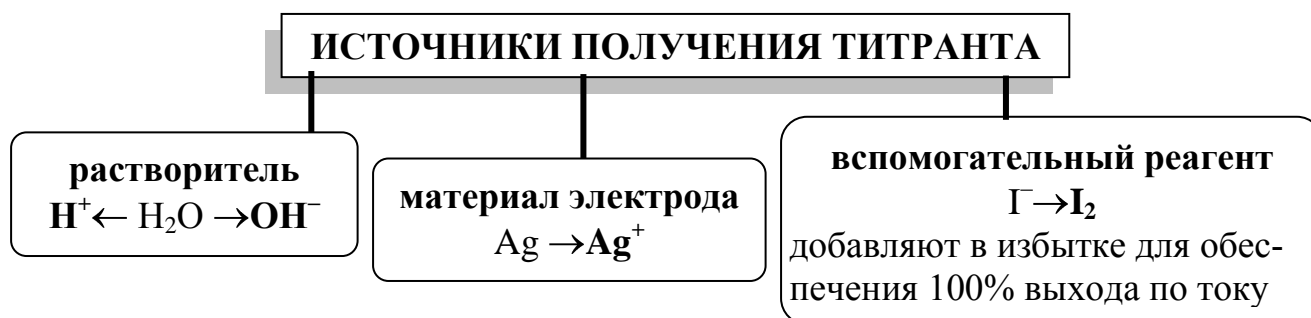 ИСТОЧНИКИ ПОЛУЧЕНИЯ ТИТРАНТА
растворитель
H⁺← H₂O →OH⁻
материал электрода
Ag →Ag⁺
вспомогательный реагент
I⁻→I₂
добавляют в избытке для обес-
печения 100% выхода по току